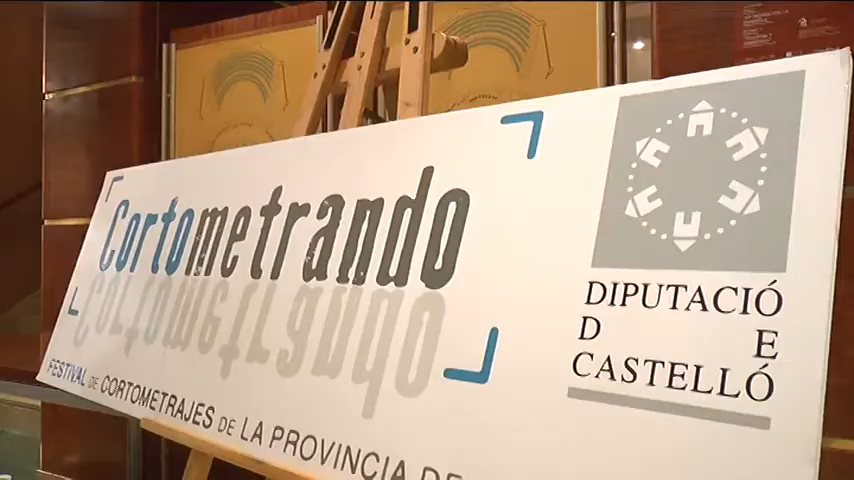 Cortometrando
FESTIVAL DE CORTOMETRAJES DE LA PROVINCIA DE
DIPUTACIÓ
D E
CASTELLÓ